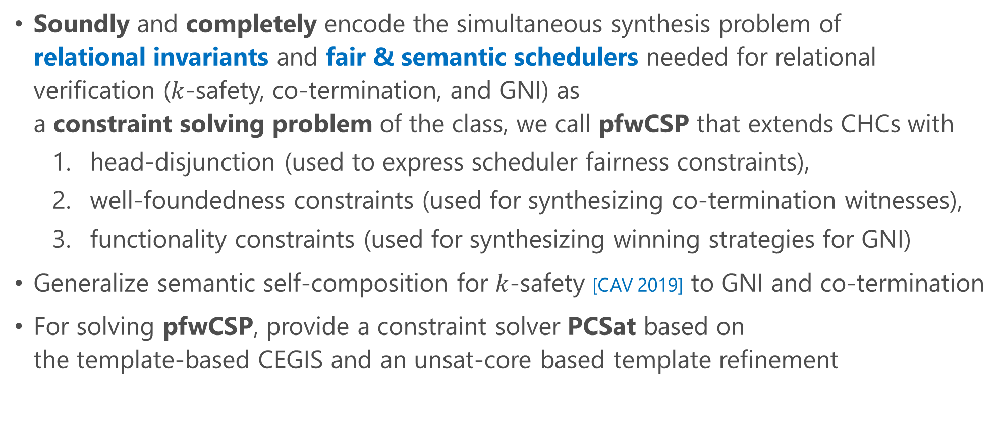 • Soundly and completely encode the simultaneous synthesis problem of
relational invariants and fair & semantic schedulers needed for relational
verification (k-safety, co-termination, and GNI) as
a constraint solving problem of the class, we call pfwCSP that extends CHCs with
1. head-disjunction (used to express scheduler fairness constraints),
2. well-foundedness constraints (used for synthesizing co-termination witnesses),
3. functionality constraints (used for synthesizing winning strategies for GNI)
• Generalize semantic self-composition for k-safety [CAV 2019] to GNI and co-termination
• For solving pfwCSP, provide a constraint solver PCSat based on
the template-based CEGIS and an unsat-core based template refinement